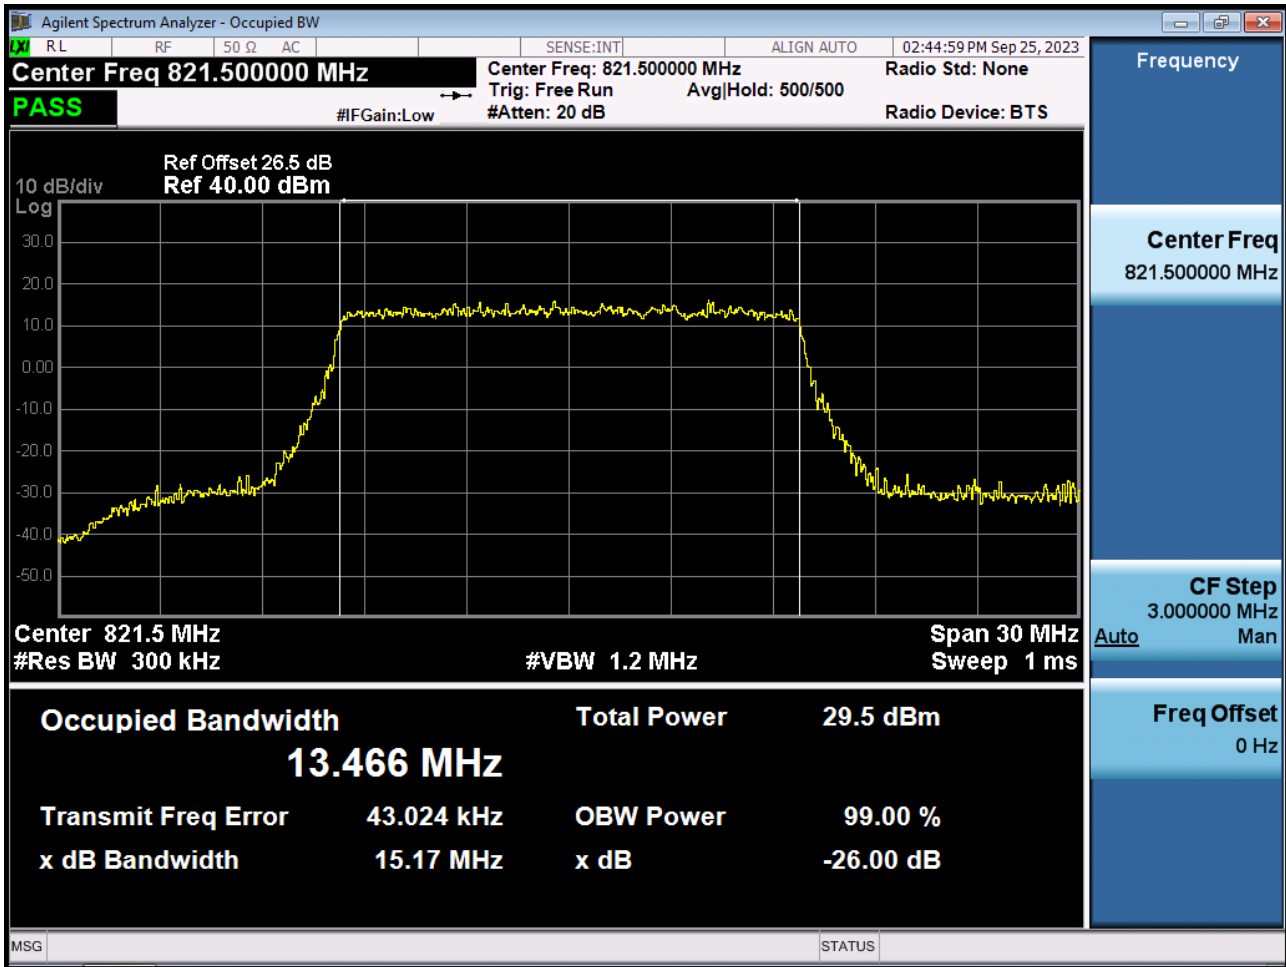 Agilent Spectrum Analyzer - Occupied BW
LXI RL RF 50 Ω AC SENSE:INT ALIGN AUTO 02:44:59 PM Sep 25, 2023
Center Freq 821.500000 MHz
Center Freq: 821.500000 MHz
Radio Std: None
Trig: Free Run Avg|Hold: 500/500
PASS
#IFGain:Low
#Atten: 20 dB
Radio Device: BTS
Ref Offset 26.5 dB
10 dB/div Ref 40.00 dBm
Log
30.0
20.0
10.0
0.00
-10.0
-20.0
-30.0
-40.0
-50.0
Center 821.5 MHz Span 30 MHz
#Res BW 300 kHz #VBW 1.2 MHz Sweep 1 ms
Occupied Bandwidth Total Power 29.5 dBm
13.466 MHz
Transmit Freq Error 43.024 kHz OBW Power 99.00 %
x dB Bandwidth 15.17 MHz x dB -26.00 dB
MSG STATUS
Frequency
Center Freq
821.500000 MHz
CF Step
3.000000 MHz
Auto Man
Freq Offset
0 Hz